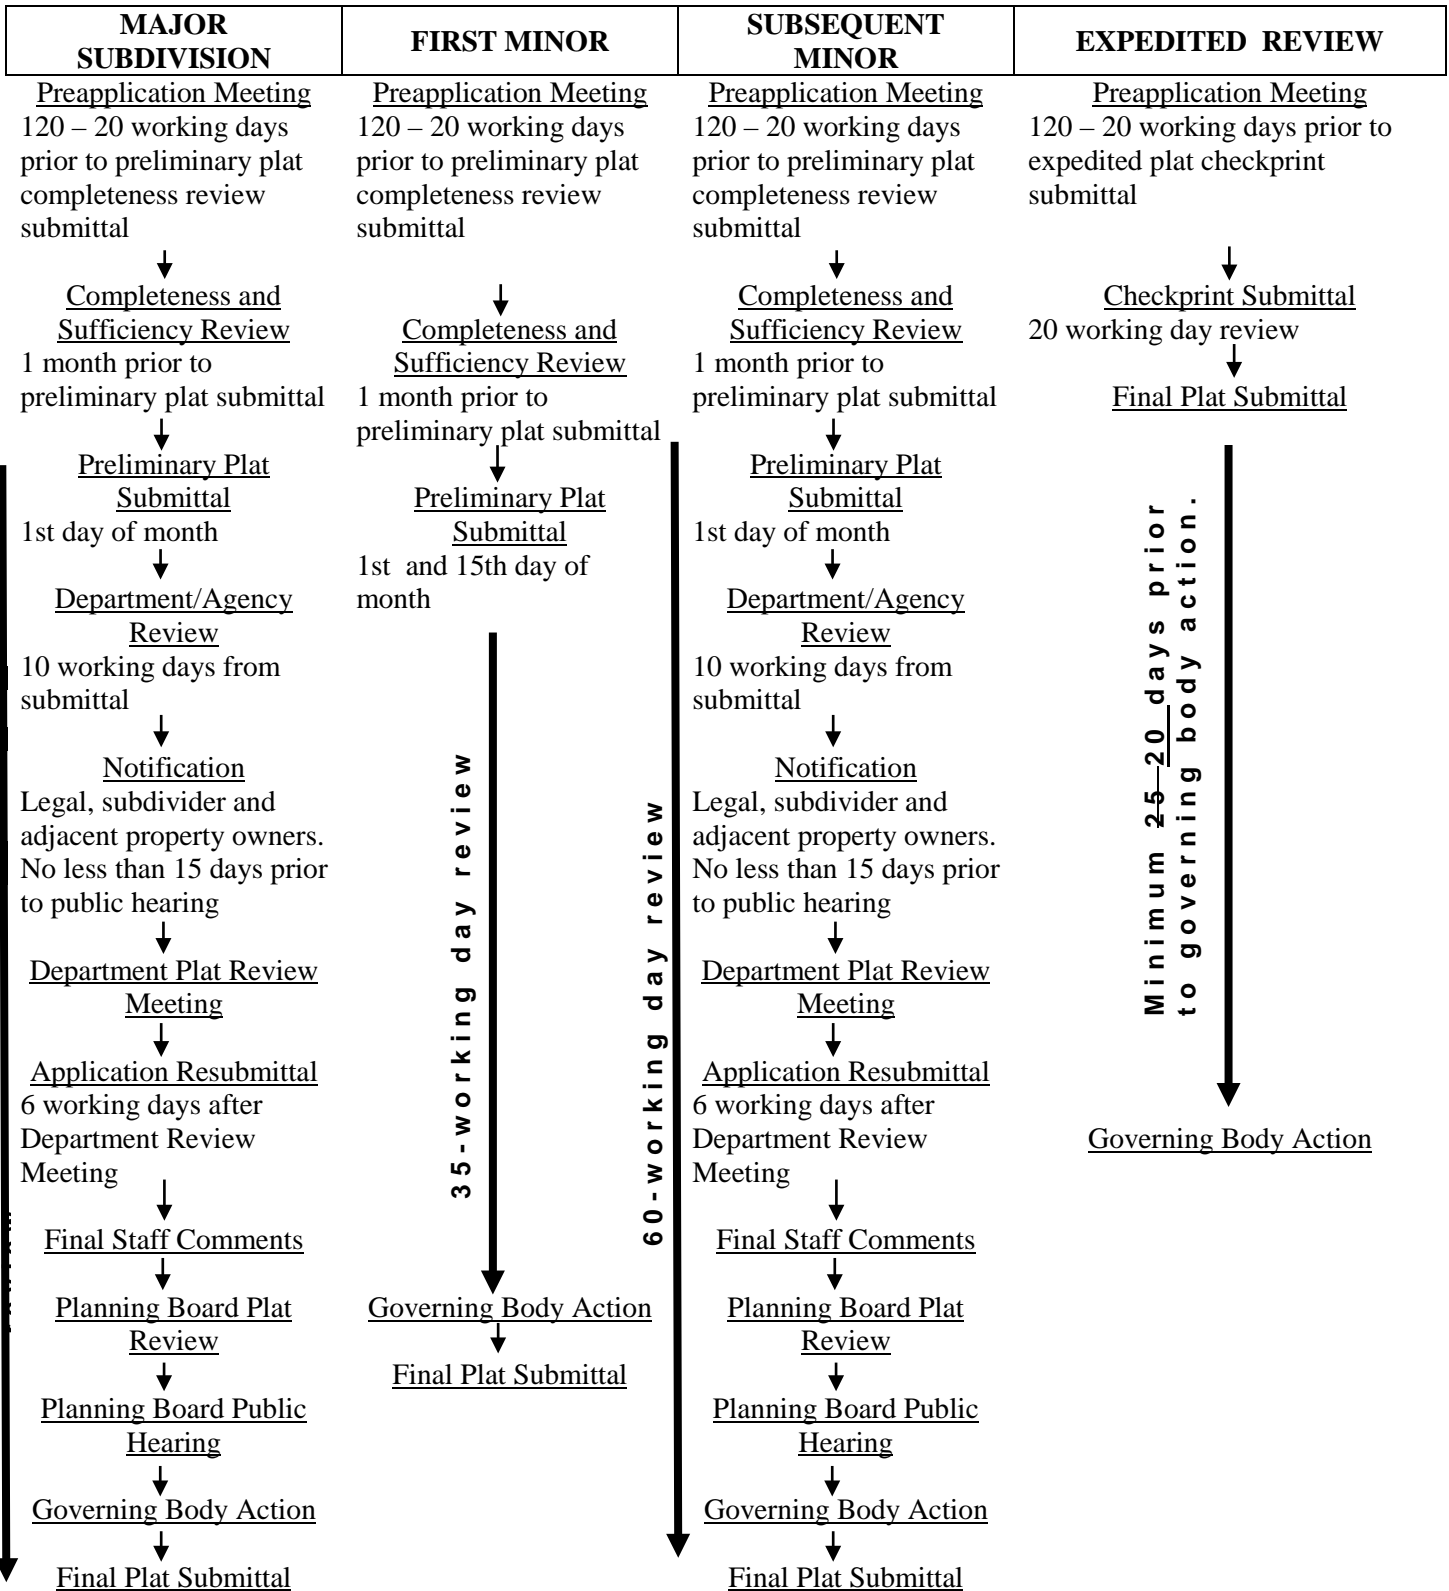 MAJOR
SUBDIVISION
FIRST MINOR
SUBSEQUENT
MINOR
EXPEDITED REVIEW
Preapplication Meeting
120 – 20 working days
prior to preliminary plat
completeness review
submittal
Completeness and
Sufficiency Review
1 month prior to
preliminary plat submittal
Preliminary Plat
Submittal
1st day of month
Department/Agency
Review
10 working days from
submittal
Notification
Legal, subdivider and
adjacent property owners.
No less than 15 days prior
to public hearing
Department Plat Review
Meeting
Application Resubmittal
6 working days after
Department Review
Meeting
Final Staff Comments
Planning Board Plat
Review
Planning Board Public
Hearing
Governing Body Action
Final Plat Submittal
Preapplication Meeting
120 – 20 working days
prior to preliminary plat
completeness review
submittal
Completeness and
Sufficiency Review
1 month prior to
preliminary plat submittal
Preliminary Plat
Submittal
1st and 15th day of
month
35-working day review
Governing Body Action
Final Plat Submittal
60-working day review
Preapplication Meeting
120 – 20 working days
prior to preliminary plat
completeness review
submittal
Completeness and
Sufficiency Review
1 month prior to
preliminary plat submittal
Preliminary Plat
Submittal
1st day of month
Department/Agency
Review
10 working days from
submittal
Notification
Legal, subdivider and
adjacent property owners.
No less than 15 days prior
to public hearing
Department Plat Review
Meeting
Application Resubmittal
6 working days after
Department Review
Meeting
Final Staff Comments
Planning Board Plat
Review
Planning Board Public
Hearing
Governing Body Action
Final Plat Submittal
Preapplication Meeting
120 – 20 working days prior to
expedited plat checkprint
submittal
Checkprint Submittal
20 working day review
Final Plat Submittal
Minimum 25 20 days prior
to governing body action.
Governing Body Action